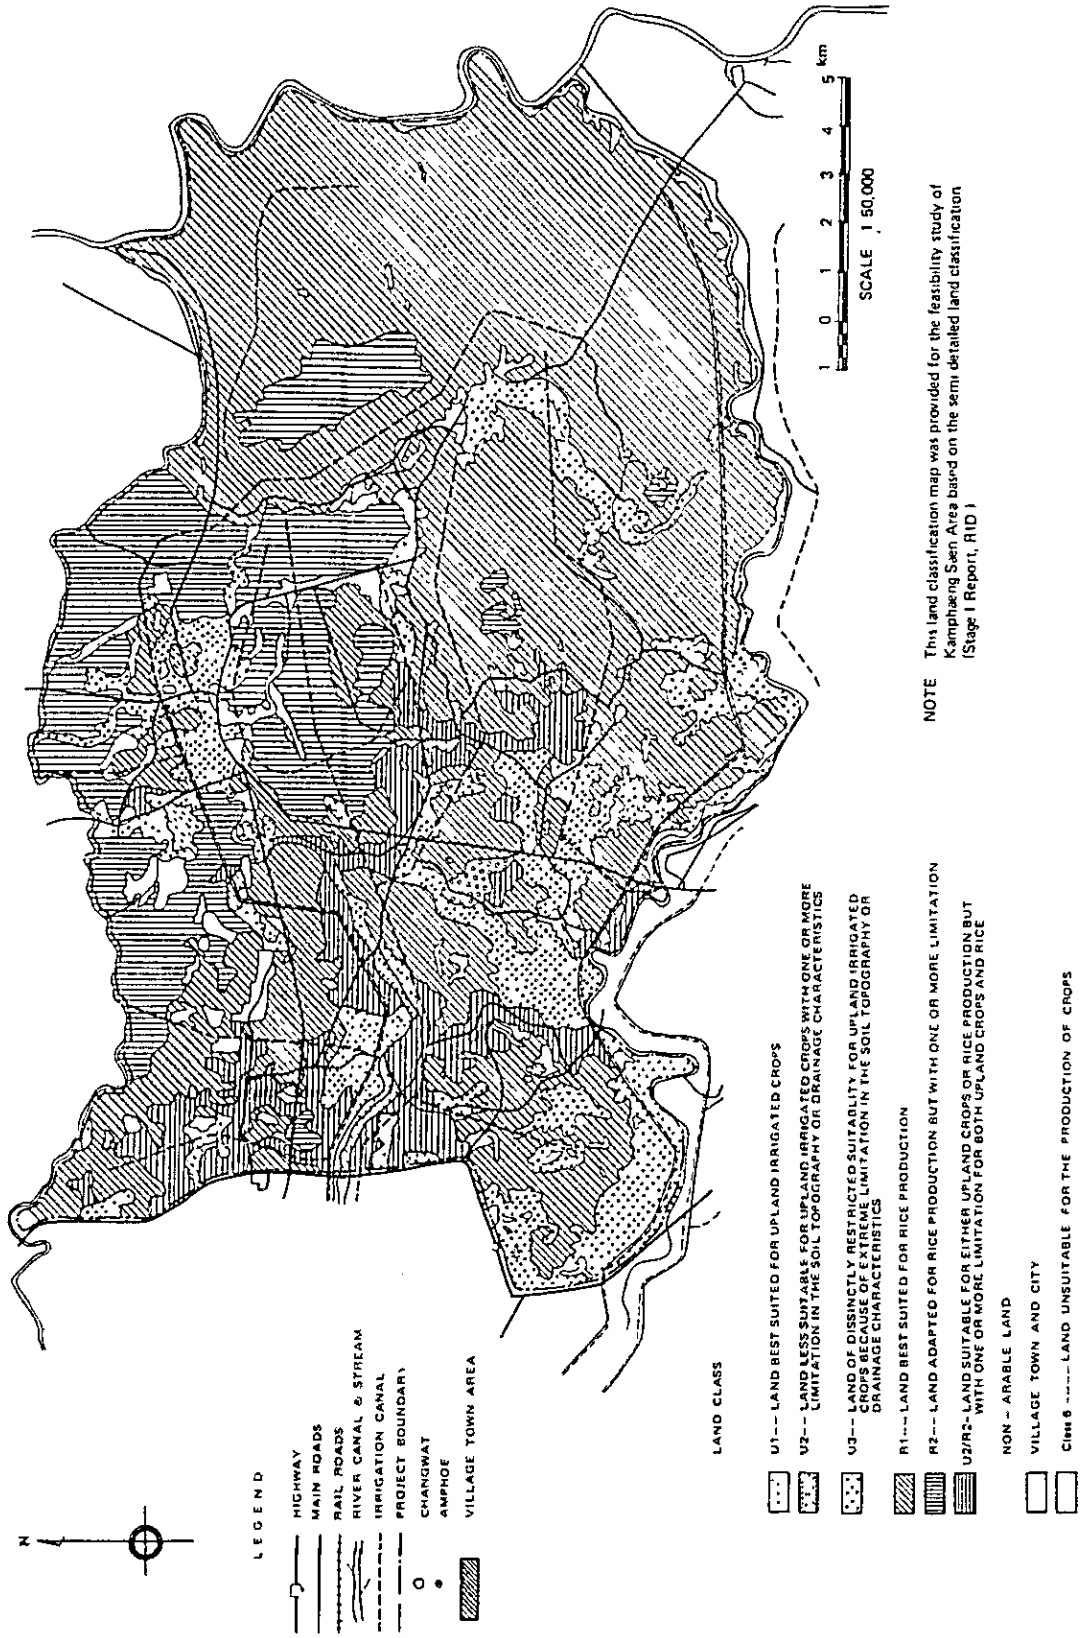 N
LEGEND
HIGHWAY
MAIN ROADS
RAIL ROADS
RIVER CANAL & STREAM
IRRIGATION CANAL
PROJECT BOUNDARY
CHANGWAT
AMPHOE
VILLAGE TOWN AREA
LAND CLASS
U1-- LAND BEST SUITED FOR UPLAND IRRIGATED CROPS
U2-- LAND LESS SUITABLE FOR UPLAND IRRIGATED CROPS WITH ONE OR MORE
LIMITATION IN THE SOIL TOPOGRAPHY OR DRAINAGE CHARACTERISTICS
U3-- LAND OF DISSINCTLY RESTRICTED SUITABLITY FOR UPLAND IRRIGATED
CROPS BECAUSE OF EXTREME LIMITATION IN THE SOIL TOPOGRAPHY OR
DRAINAGE CHARACTERISTICS
R1--- LAND BEST SUITED FOR RICE PRODUCTION
R2--- LAND ADAPTED FOR RICE PRODUCTION BUT WITH ONE OR MORE LIMITATION
U2/R2- LAND SUITABLE FOR EITHER UPLAND CROPS OR RICE PRODUCTION BUT
WITH ONE OR MORE LIMITATION FOR BOTH UPLAND CROPS AND RICE
NON - ARABLE LAND
VILLAGE TOWN AND CITY
Class 6 ---- LAND UNSUITABLE FOR THE PRODUCTION OF CROPS
1 0 1 2 3 4 5 km
SCALE 1 50,000
NOTE This land classification map was provided for the feasibility study of
Kamphaeng Saen Area based on the semi detailed land classification
(Stage I Report, RID )